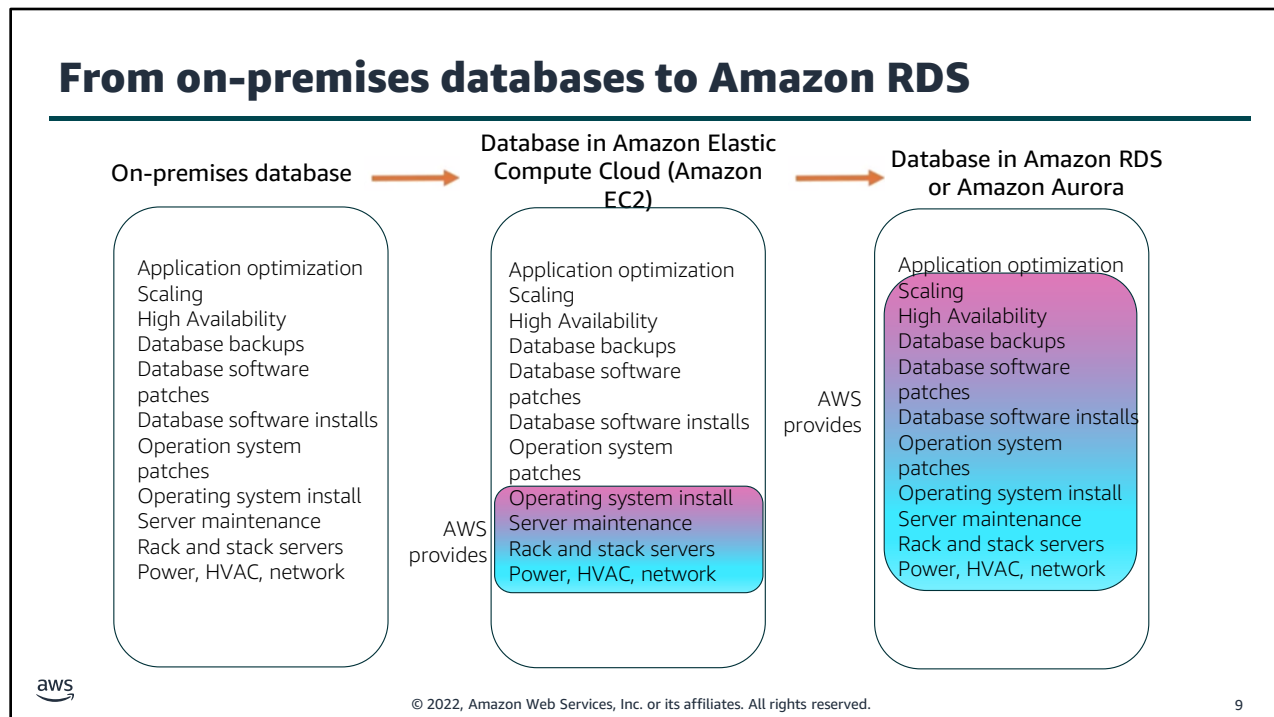 From on-premises databases to Amazon RDS
On-premises database
Application optimization
Scaling
High Availability
Database backups
Database software
patches
Database software installs
Operation system
patches
Operating system install
Server maintenance
Rack and stack servers
Power, HVAC, network
Database in Amazon Elastic
Compute Cloud (Amazon
EC2)
Application optimization
Scaling
High Availability
Database backups
Database software
patches
Database software installs
Operation system
patches
Operating system install
Server maintenance
Rack and stack servers
Power, HVAC, network
AWS
provides
Database in Amazon RDS
or Amazon Aurora
Application optimization
Scaling
High Availability
Database backups
Database software
patches
Database software installs
Operation system
patches
Operating system install
Server maintenance
Rack and stack servers
Power, HVAC, network
AWS
provides
aws
© 2022, Amazon Web Services, Inc. or its affiliates. All rights reserved.
9